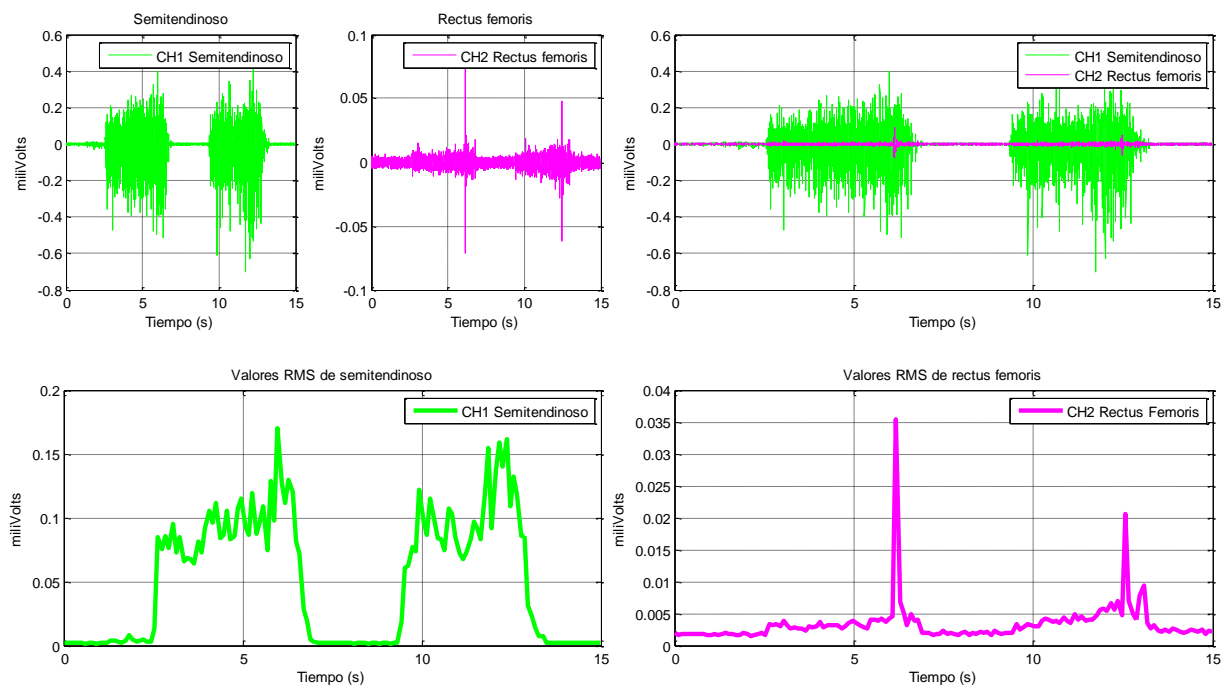 Semitendinoso
CH1 Semitendinoso
0.6
0.4
0.2
0
-0.2
-0.4
-0.6
-0.8
miliVolts
0 5 10 15
Tiempo (s)
Rectus femoris
CH2 Rectus femoris
0.1
0.05
0
-0.05
-0.1
miliVolts
0 5 10 15
Tiempo (s)
CH1 Semitendinoso
CH2 Rectus femoris
0.6
0.4
0.2
0
-0.2
-0.4
-0.6
-0.8
miliVolts
0 5 10 15
Tiempo (s)
Valores RMS de semitendinoso
CH1 Semitendinoso
0.2
0.15
0.1
0.05
0
miliVolts
0 5 10 15
Tiempo (s)
Valores RMS de rectus femoris
CH2 Rectus Femoris
0.04
0.035
0.03
0.025
0.02
0.015
0.01
0.005
0
miliVolts
0 5 10 15
Tiempo (s)